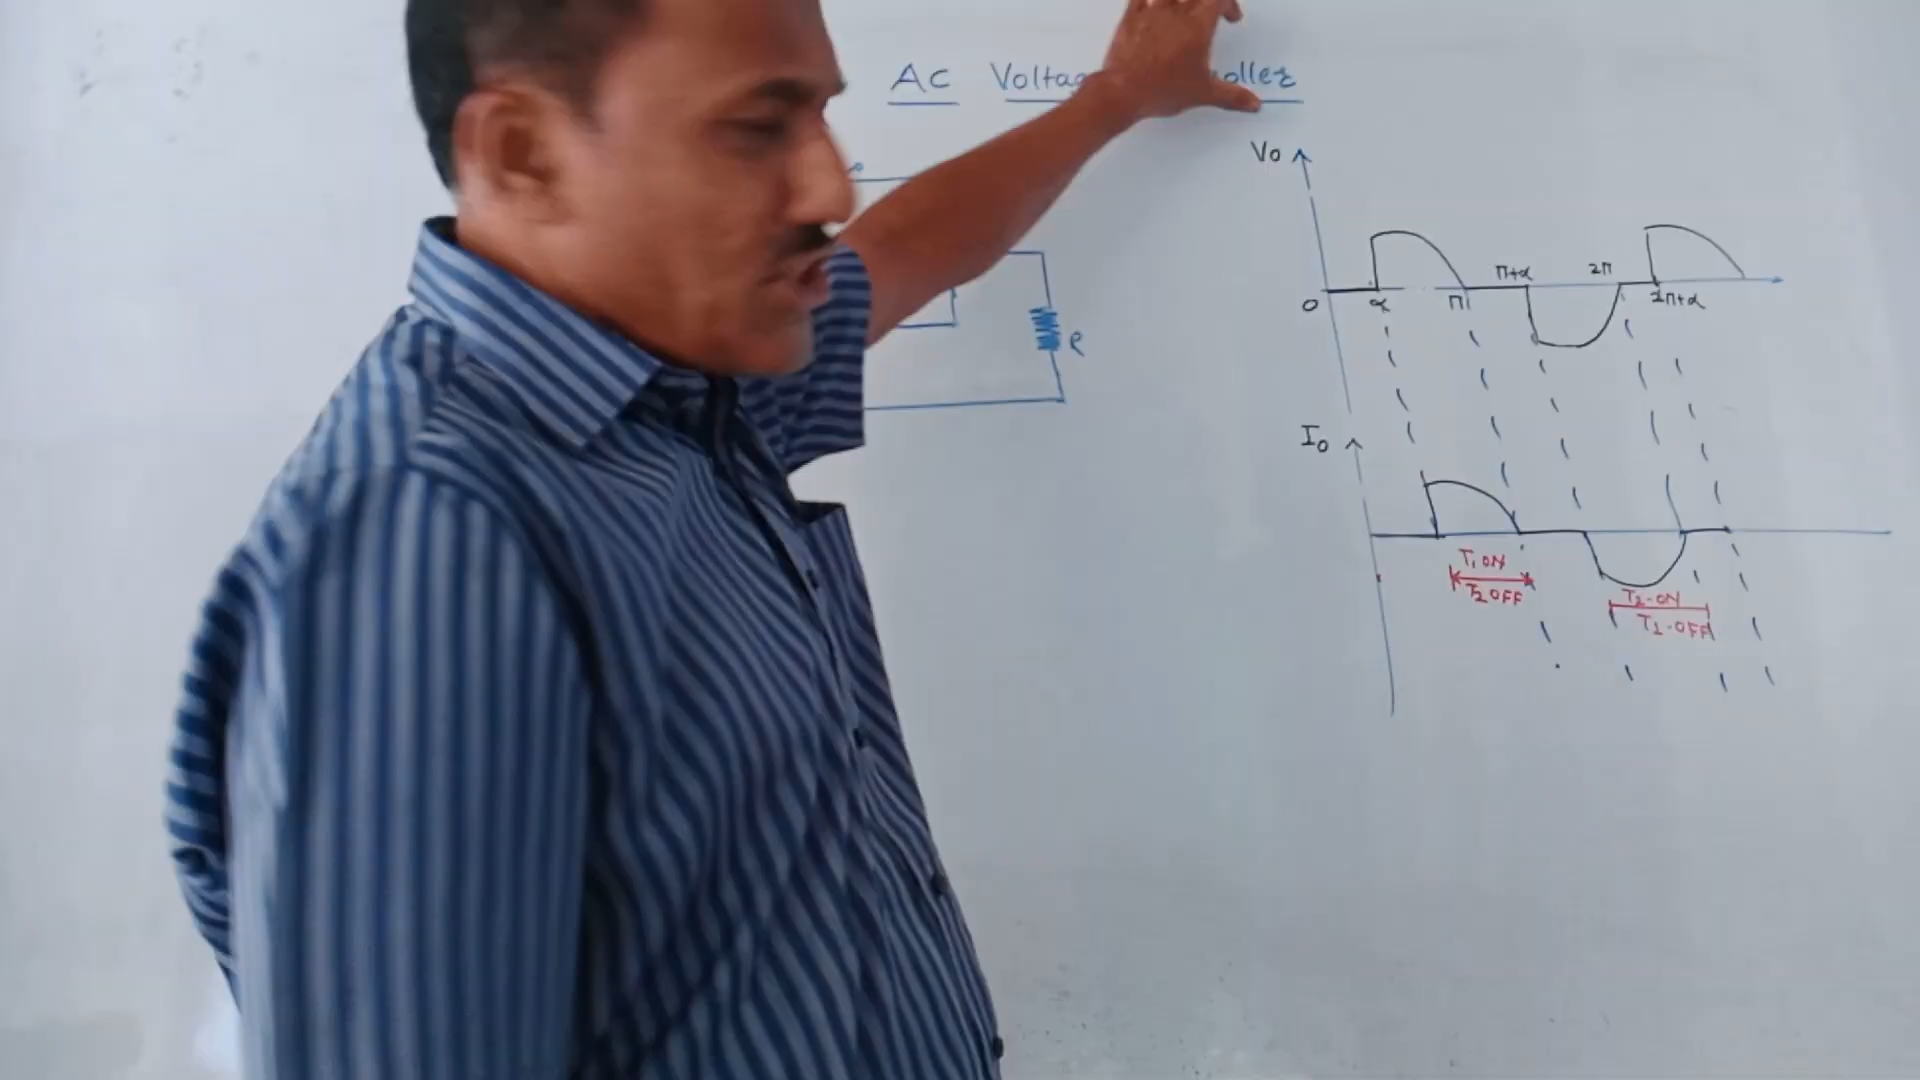 AC Voltag oller
Vo
π+α 2π
0 α π 2π+α
R
Io
T1 ON
T2 OFF
T2-ON
T1-OFF